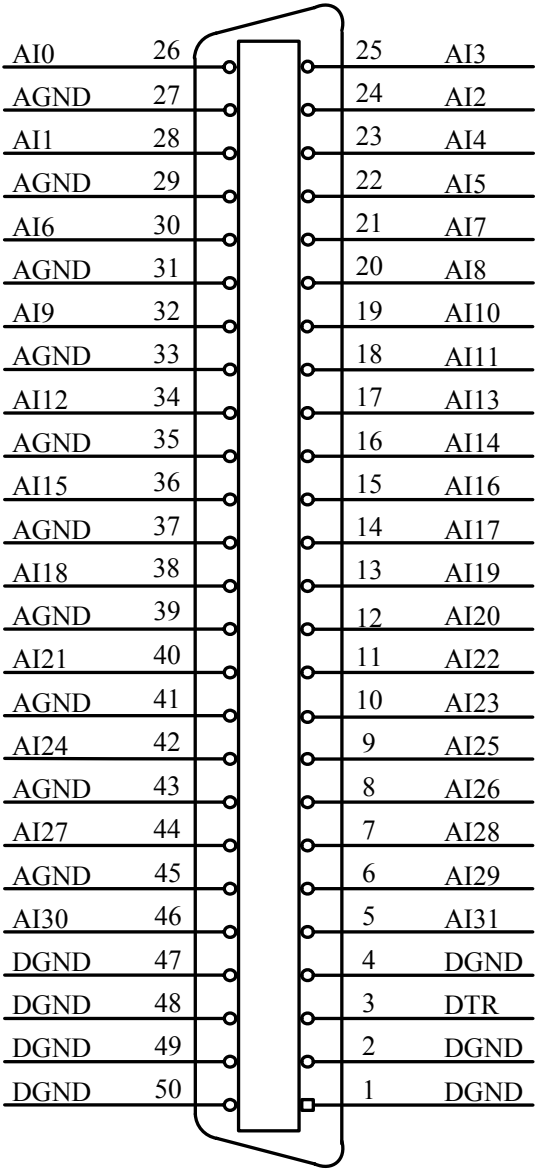 AI0 26 25 AI3
AGND 27 24 AI2
AI1 28 23 AI4
AGND 29 22 AI5
AI6 30 21 AI7
AGND 31 20 AI8
AI9 32 19 AI10
AGND 33 18 AI11
AI12 34 17 AI13
AGND 35 16 AI14
AI15 36 15 AI16
AGND 37 14 AI17
AI18 38 13 AI19
AGND 39 12 AI20
AI21 40 11 AI22
AGND 41 10 AI23
AI24 42 9 AI25
AGND 43 8 AI26
AI27 44 7 AI28
AGND 45 6 AI29
AI30 46 5 AI31
DGND 47 4 DGND
DGND 48 3 DTR
DGND 49 2 DGND
DGND 50 1 DGND